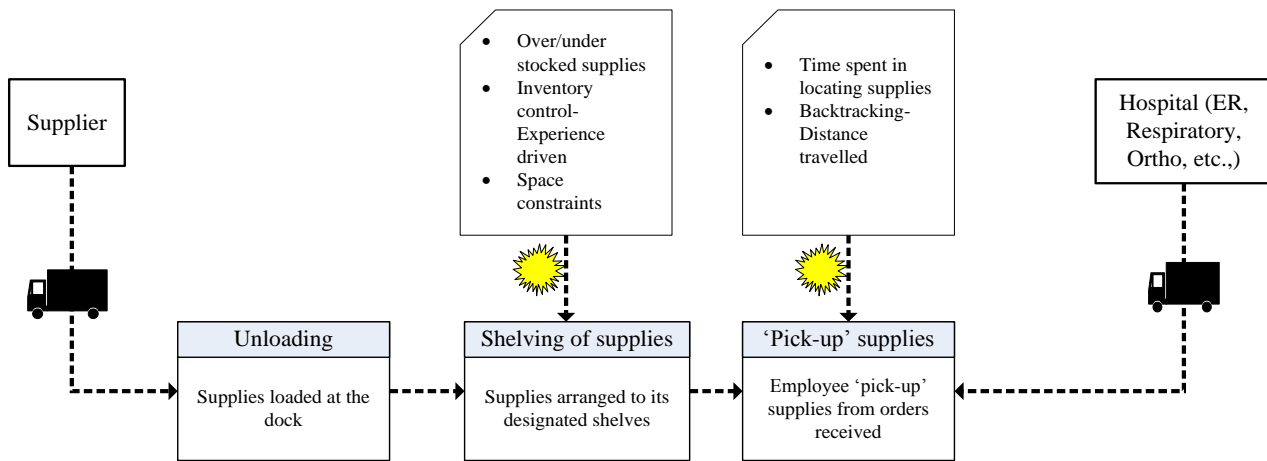 Supplier
• Over/under
stocked supplies
• Inventory
control-
Experience
driven
• Space
constraints
• Time spent in
locating supplies
• Backtracking-
Distance
travelled
Hospital (ER,
Respiratory,
Ortho, etc.,)
Unloading
Supplies loaded at the
dock
Shelving of supplies
Supplies arranged to its
designated shelves
‘Pick-up’ supplies
Employee ‘pick-up’
supplies from orders
received